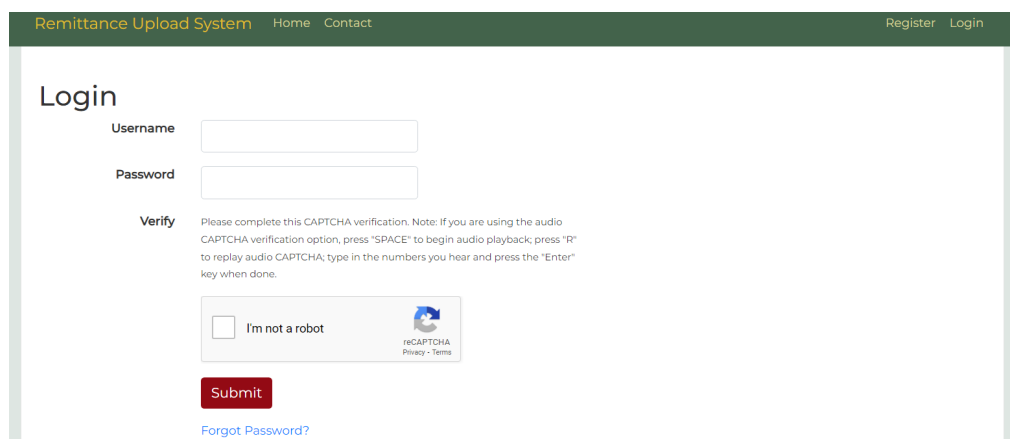 Remittance Upload System Home Contact Register Login
Login
Username
Password
Verify Please complete this CAPTCHA verification. Note: If you are using the audio
CAPTCHA verification option, press "SPACE" to begin audio playback; press "R"
to replay audio CAPTCHA; type in the numbers you hear and press the "Enter"
key when done.
I'm not a robot
reCAPTCHA
Privacy - Terms
Submit
Forgot Password?